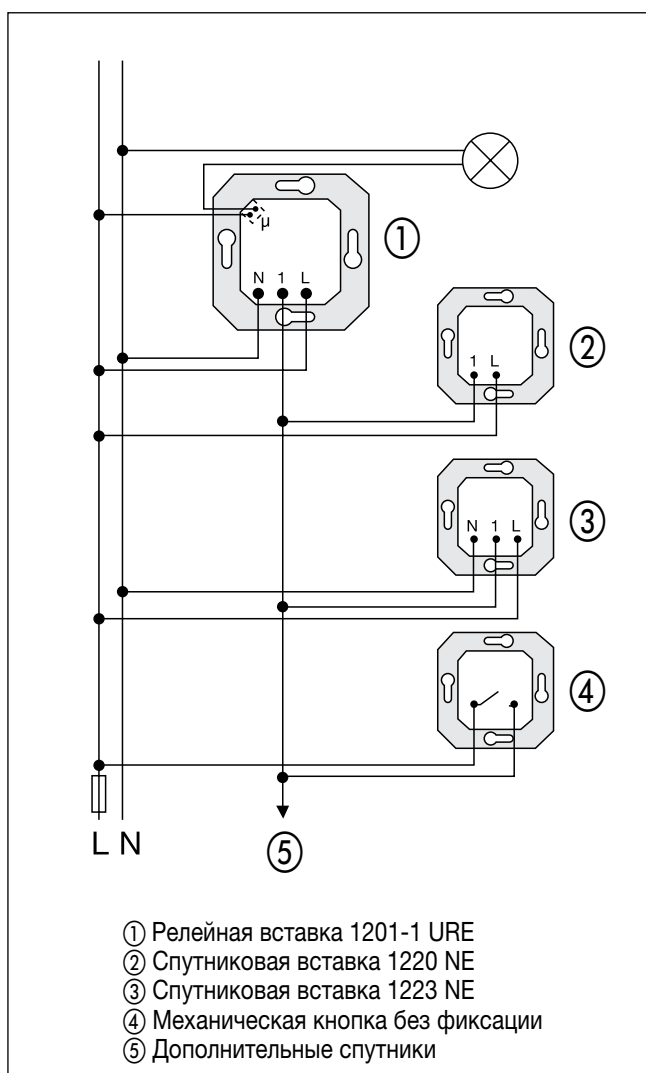 µ
①
N 1 L
②
1 L
③
N 1 L
④
L N
⑤
① Релейная вставка 1201-1 URE
② Спутниковая вставка 1220 NE
③ Спутниковая вставка 1223 NE
④ Механическая кнопка без фиксации
⑤ Дополнительные спутники